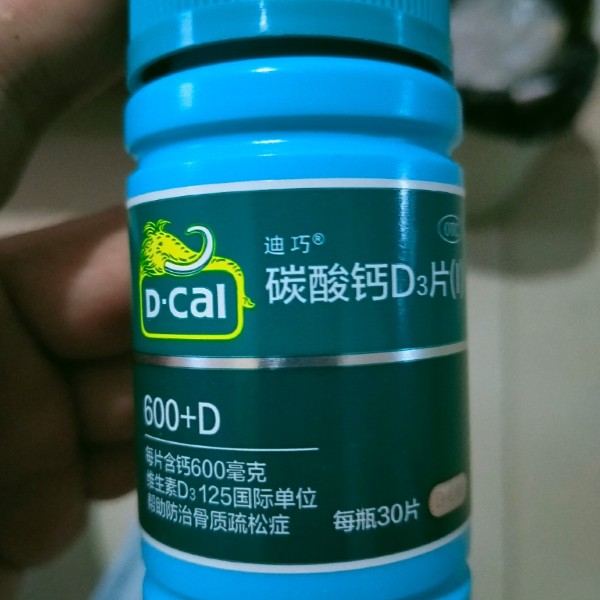 迪巧®
D·Cal
碳酸钙D3片(I)
600+D
每片含钙600毫克
维生素D3 125国际单位
帮助防治骨质疏松症
每瓶30片